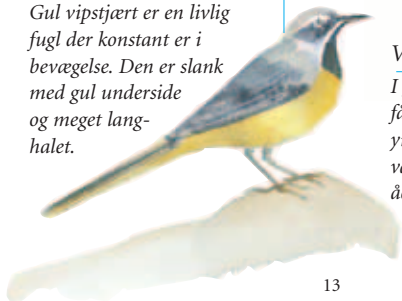 Gul vipstjært er en livlig
fugl der konstant er i
bevægelse. Den er slank
med gul underside
og meget lang-
halet.
I
13